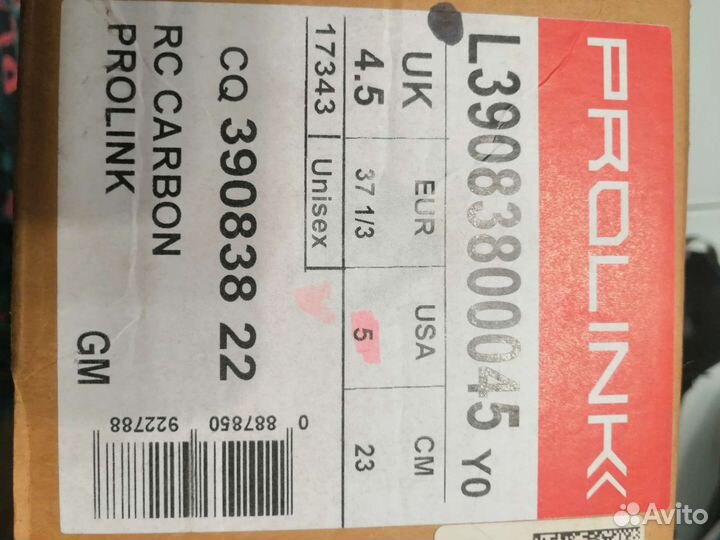 PROLINK
L39083800045 Y0
UK EUR USA CM
4.5 37 1/3 5 23
17343 Unisex
CQ 390838 22
RC CARBON
PROLINK
GM
0 887850 922788
Avito